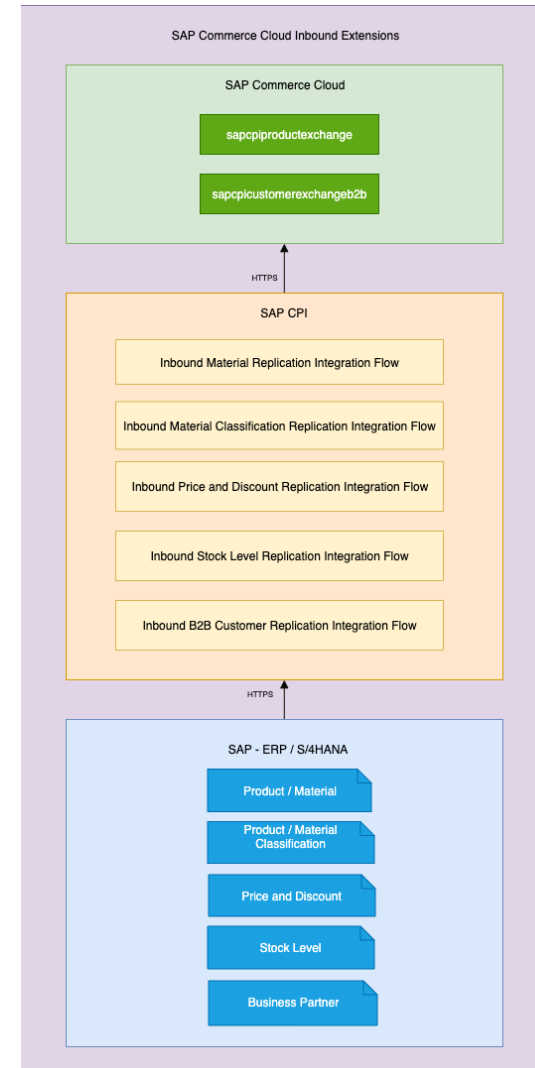 SAP Commerce Cloud Inbound Extensions
SAP Commerce Cloud
sapcpiproductexchange
sapcpicustomerexchangeb2b
HTTPS
SAP CPI
Inbound Material Replication Integration Flow
Inbound Material Classification Replication Integration Flow
Inbound Price and Discount Replication Integration Flow
Inbound Stock Level Replication Integration Flow
Inbound B2B Customer Replication Integration Flow
HTTPS
SAP - ERP / S/4HANA
Product / Material
Product / Material
Classification
Price and Discount
Stock Level
Business Partner